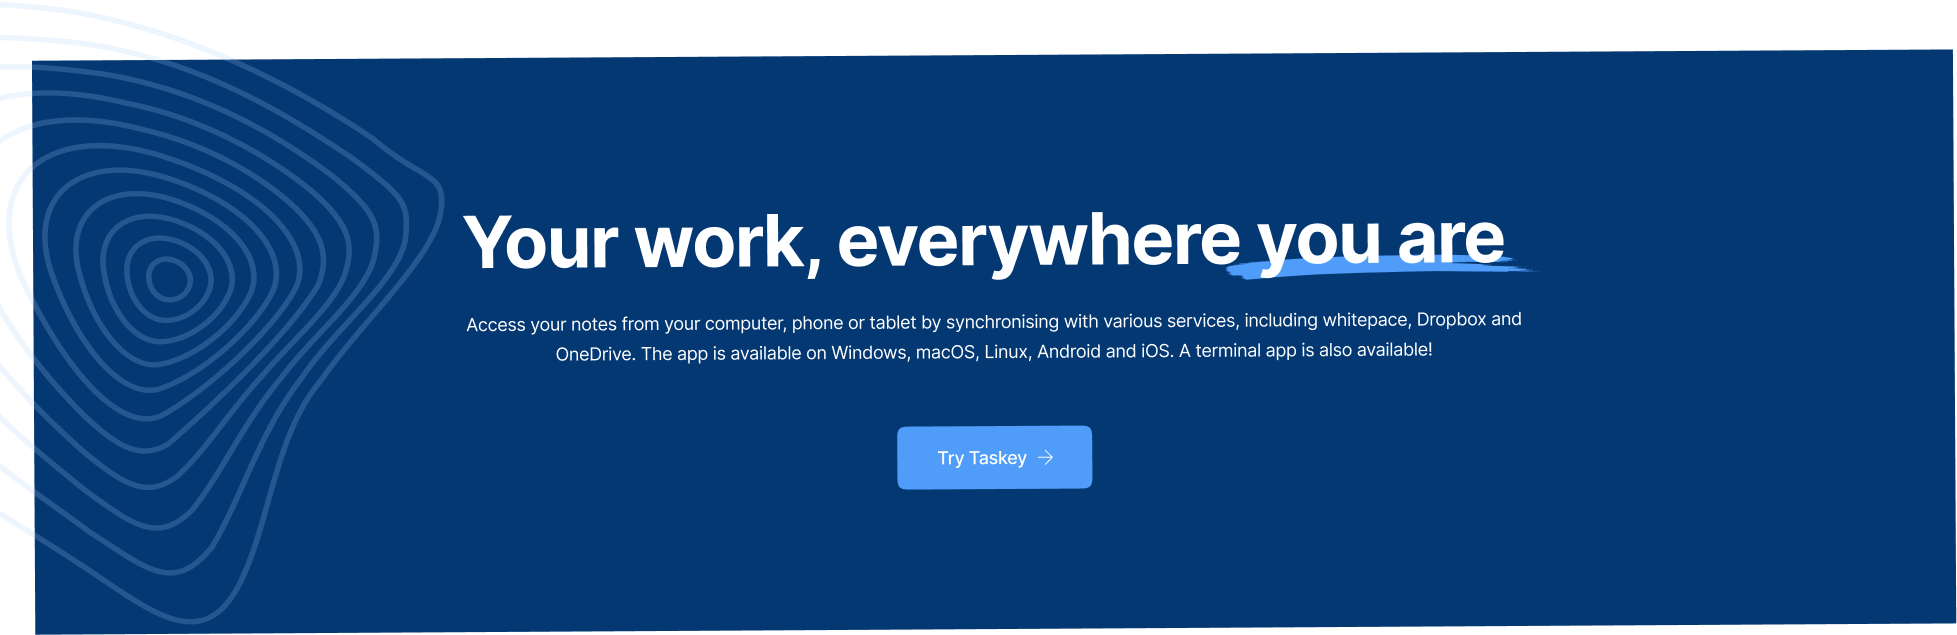 Your work, everywhere you are
Access your notes from your computer, phone or tablet by synchronising with various services, including whitepace, Dropbox and
OneDrive. The app is available on Windows, macOS, Linux, Android and iOS. A terminal app is also available!
Try Taskey →